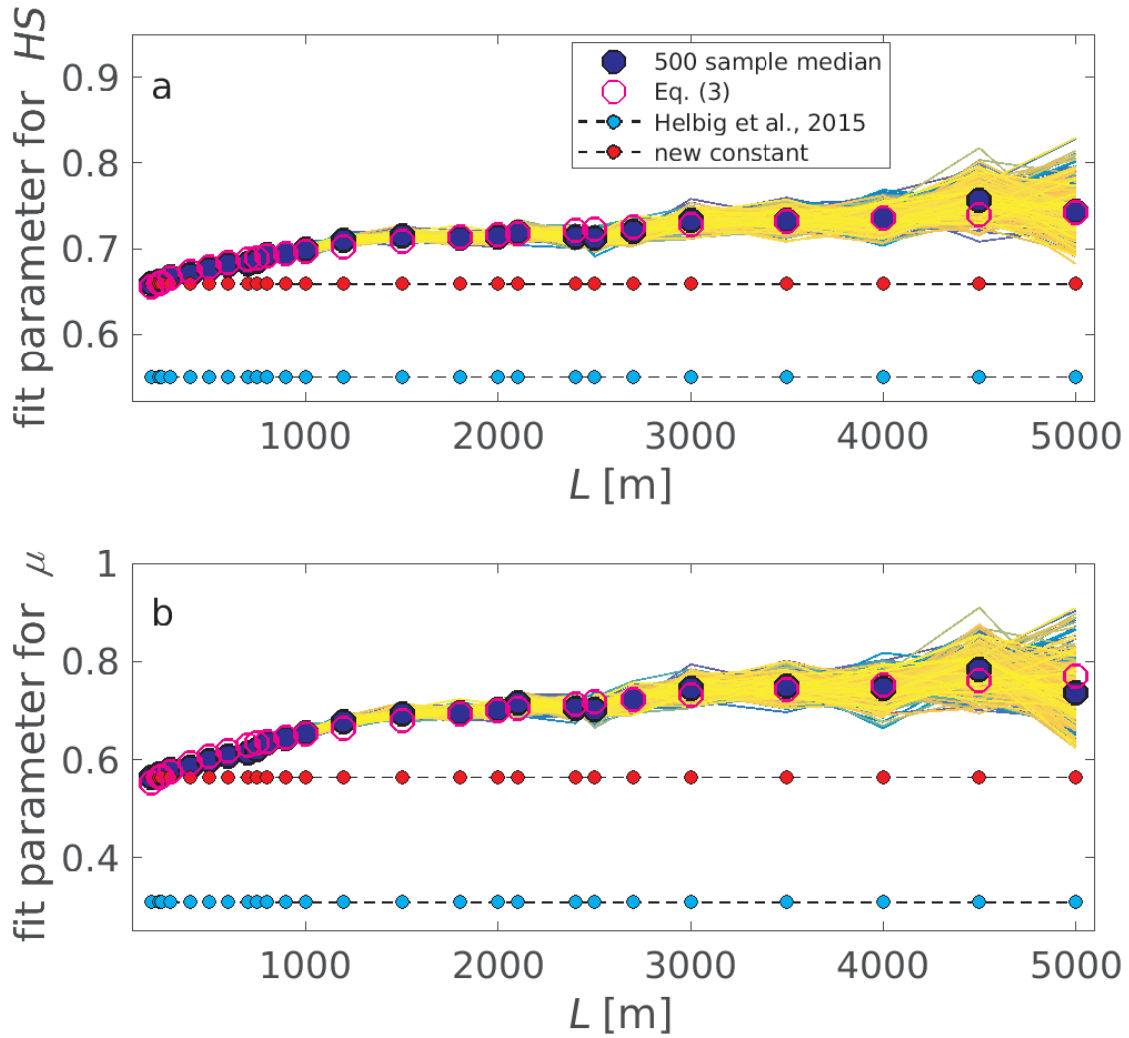 fit parameter for HS
0.9
0.8
0.7
0.6
a
500 sample median
Eq. (3)
Helbig et al., 2015
new constant
1000 2000 3000 4000 5000
L [m]
fit parameter for μ
1
0.8
0.6
0.4
b
1000 2000 3000 4000 5000
L [m]